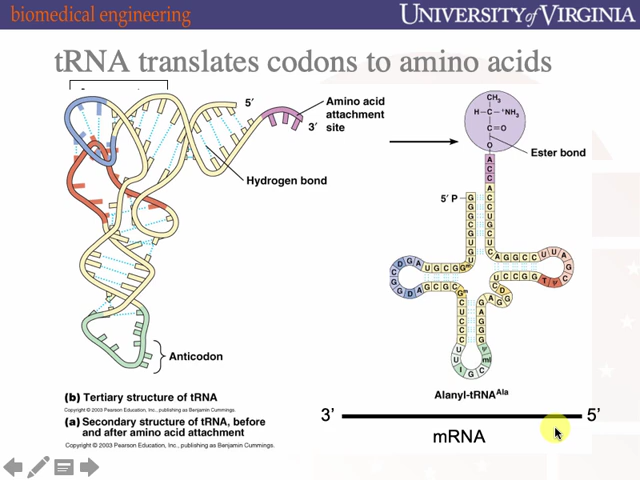 biomedical engineering
UNIVERSITY of VIRGINIA
tRNA translates codons to amino acids
5′
3′
Amino acid
attachment
site
Hydrogen bond
Anticodon
(b) Tertiary structure of tRNA
Copyright © 2003 Pearson Education, Inc., publishing as Benjamin Cummings.
(a) Secondary structure of tRNA, before
and after amino acid attachment
Copyright © 2003 Pearson Education, Inc., publishing as Benjamin Cummings.
CH₃
H–C–⁺NH₃
C=O
O
Ester bond
A
C
C
5′ P
Alanyl-tRNAᴬˡᵃ
3’
5’
mRNA